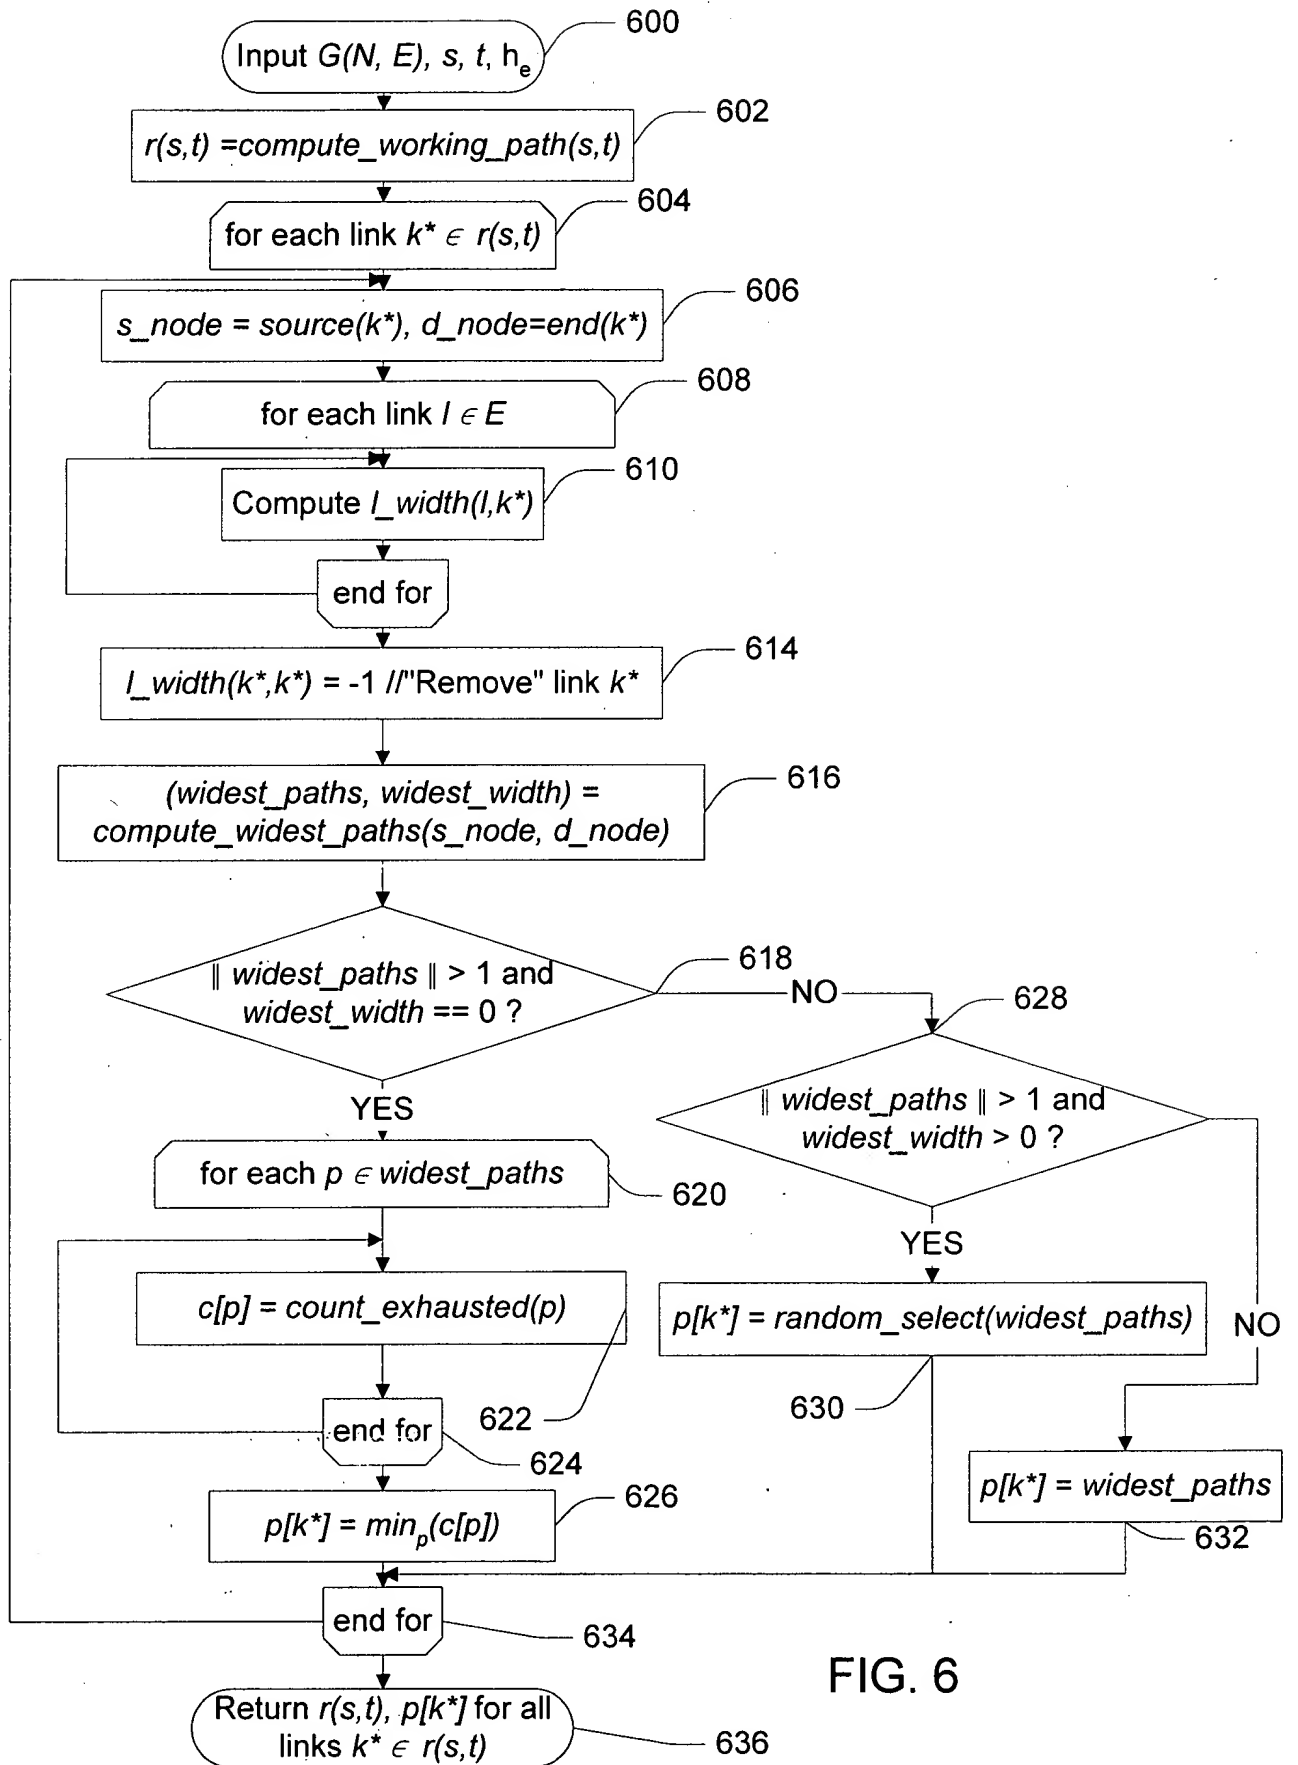 600
Input G(N, E), s, t, hₑ
602
r(s,t) =compute_working_path(s,t)
604
for each link k* ϵ r(s,t)
606
s_node = source(k*), d_node=end(k*)
608
for each link l ϵ E
610
Compute l_width(l,k*)
end for
614
l_width(k*,k*) = -1 //"Remove" link k*
616
(widest_paths, widest_width) =
compute_widest_paths(s_node, d_node)
618
‖ widest_paths ‖ > 1 and
widest_width == 0 ?
NO
628
‖ widest_paths ‖ > 1 and
widest_width > 0 ?
YES
for each p ϵ widest_paths
620
YES
c[p] = count_exhausted(p)
p[k*] = random_select(widest_paths)
NO
622
630
end for
624
p[k*] = widest_paths
626
p[k*] = minₚ(c[p])
632
end for
634
FIG. 6
Return r(s,t), p[k*] for all
links k* ϵ r(s,t)
636